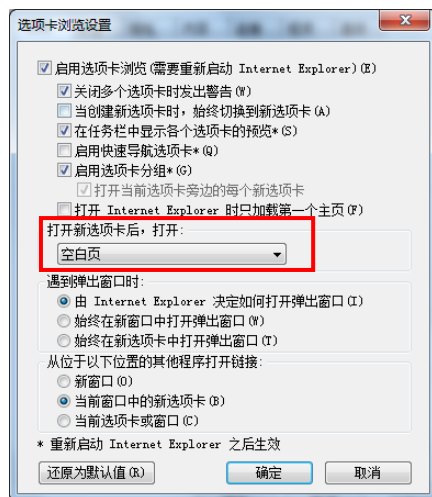 选项卡浏览设置
启用选项卡浏览(需要重新启动 Internet Explorer)(E)
关闭多个选项卡时发出警告(W)
当创建新选项卡时，始终切换到新选项卡(A)
在任务栏中显示各个选项卡的预览*(S)
启用快速导航选项卡*(Q)
启用选项卡分组*(G)
打开当前选项卡旁边的每个新选项卡
打开 Internet Explorer 时只加载第一个主页(F)
打开新选项卡后，打开:
空白页
遇到弹出窗口时:
由 Internet Explorer 决定如何打开弹出窗口(I)
始终在新窗口中打开弹出窗口(W)
始终在新选项卡中打开弹出窗口(T)
从位于以下位置的其他程序打开链接:
新窗口(O)
当前窗口中的新选项卡(B)
当前选项卡或窗口(C)
* 重新启动 Internet Explorer 之后生效
还原为默认值(R)
确定
取消